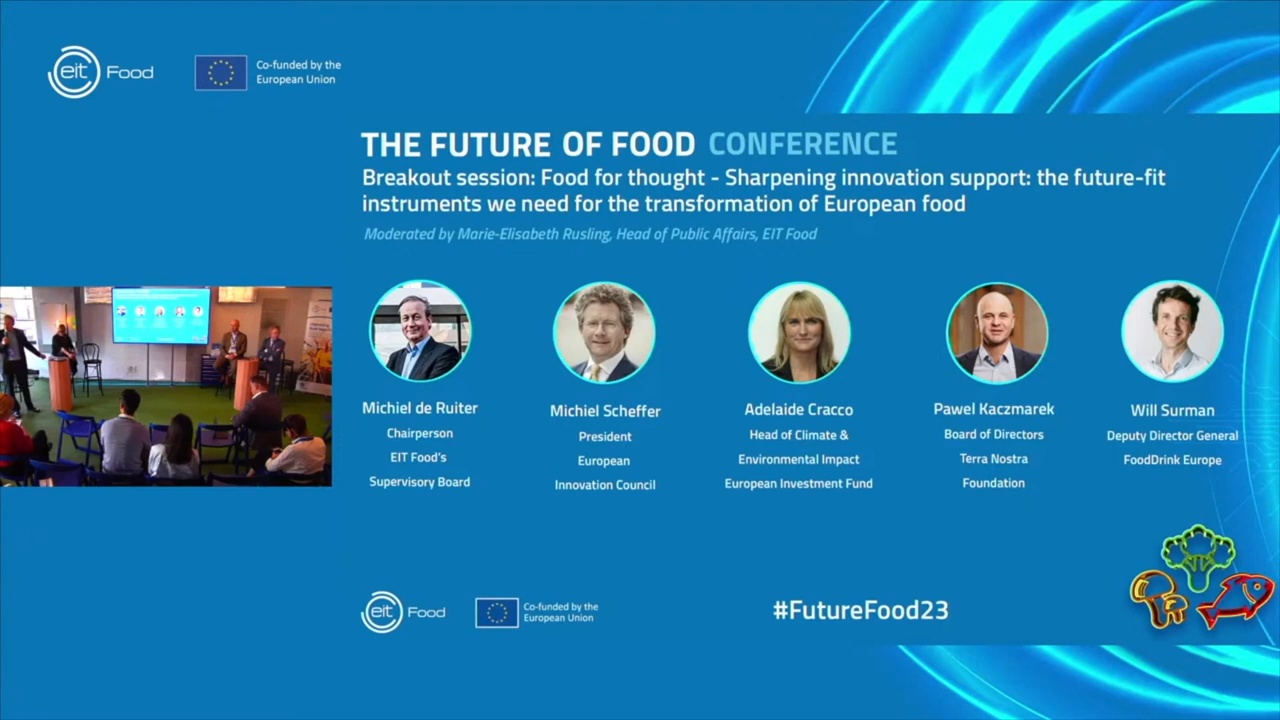 eit Food
Co-funded by the
European Union
THE FUTURE OF FOOD CONFERENCE
Breakout session: Food for thought - Sharpening innovation support: the future-fit
instruments we need for the transformation of European food
Moderated by Marie-Elisabeth Rusling, Head of Public Affairs, EIT Food
Michiel de Ruiter
Chairperson
EIT Food's
Supervisory Board
Michiel Scheffer
President
European
Innovation Council
Adelaide Cracco
Head of Climate &
Environmental Impact
European Investment Fund
Pawel Kaczmarek
Board of Directors
Terra Nostra
Foundation
Will Surman
Deputy Director General
FoodDrink Europe
eit Food
Co-funded by the
European Union
#FutureFood23